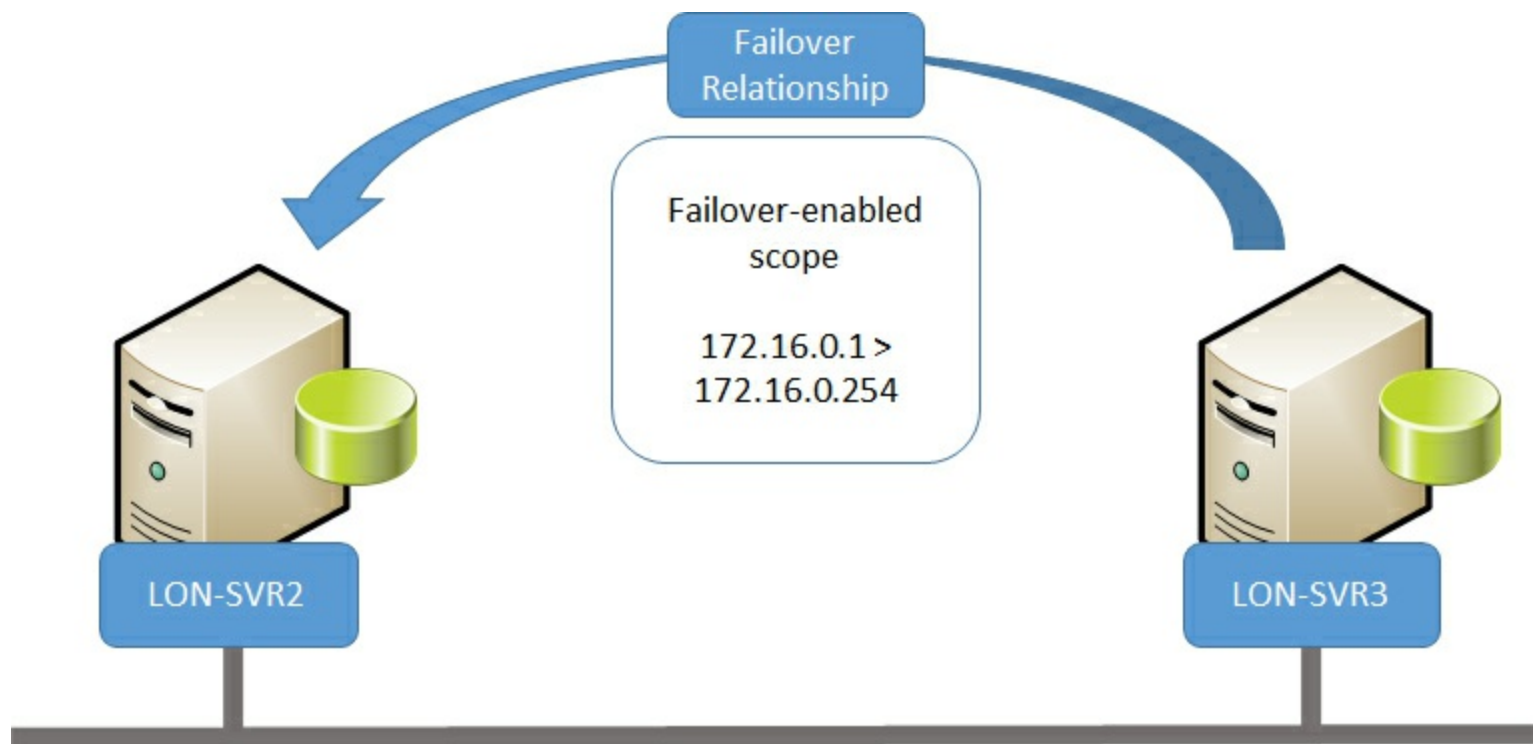 Failover
Relationship
Failover-enabled
scope
172.16.0.1 >
172.16.0.254
LON-SVR2
LON-SVR3